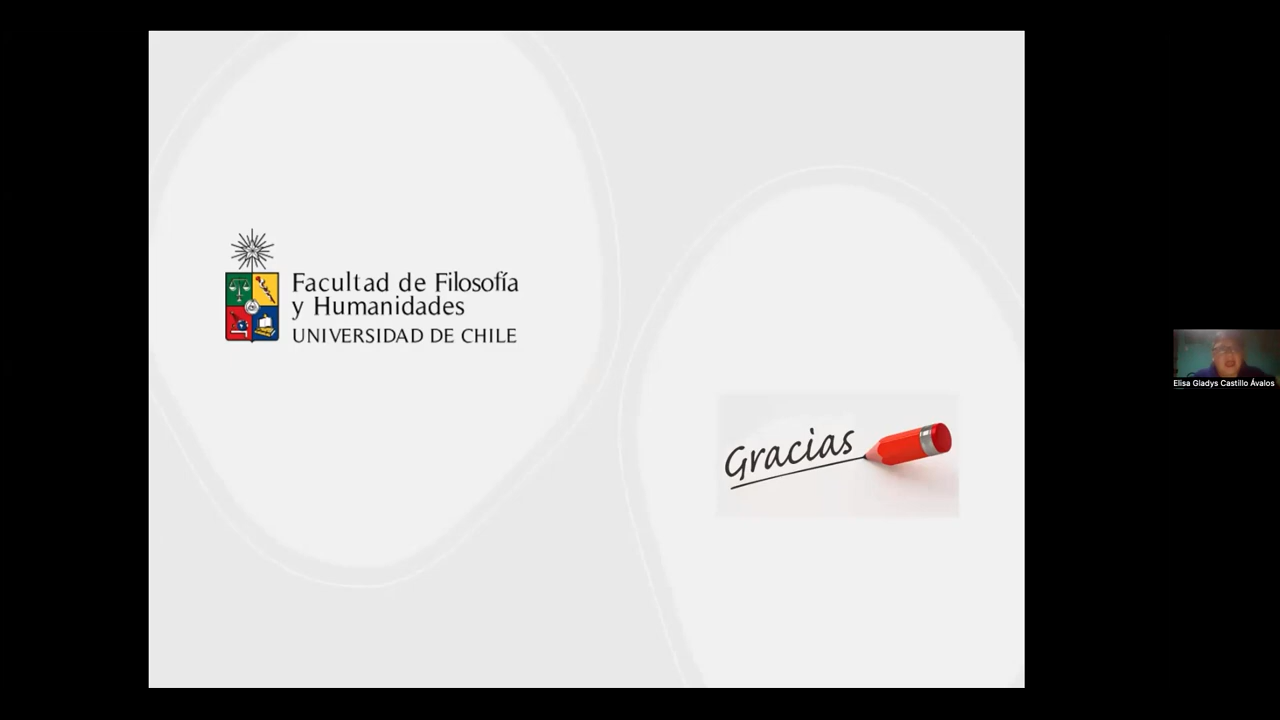 Facultad de Filosofía
y Humanidades
UNIVERSIDAD DE CHILE
Gracias
Elisa Gladys Castillo Ávalos